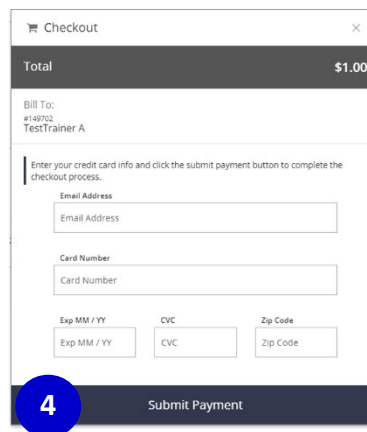 Checkout
Total $1.00
Bill To:
#149702
TestTrainer A
Enter your credit card info and click the submit payment button to complete the
checkout process.
Email Address
Email Address
Card Number
Card Number
Exp MM / YY CVC Zip Code
Exp MM / YY CVC Zip Code
4 Submit Payment